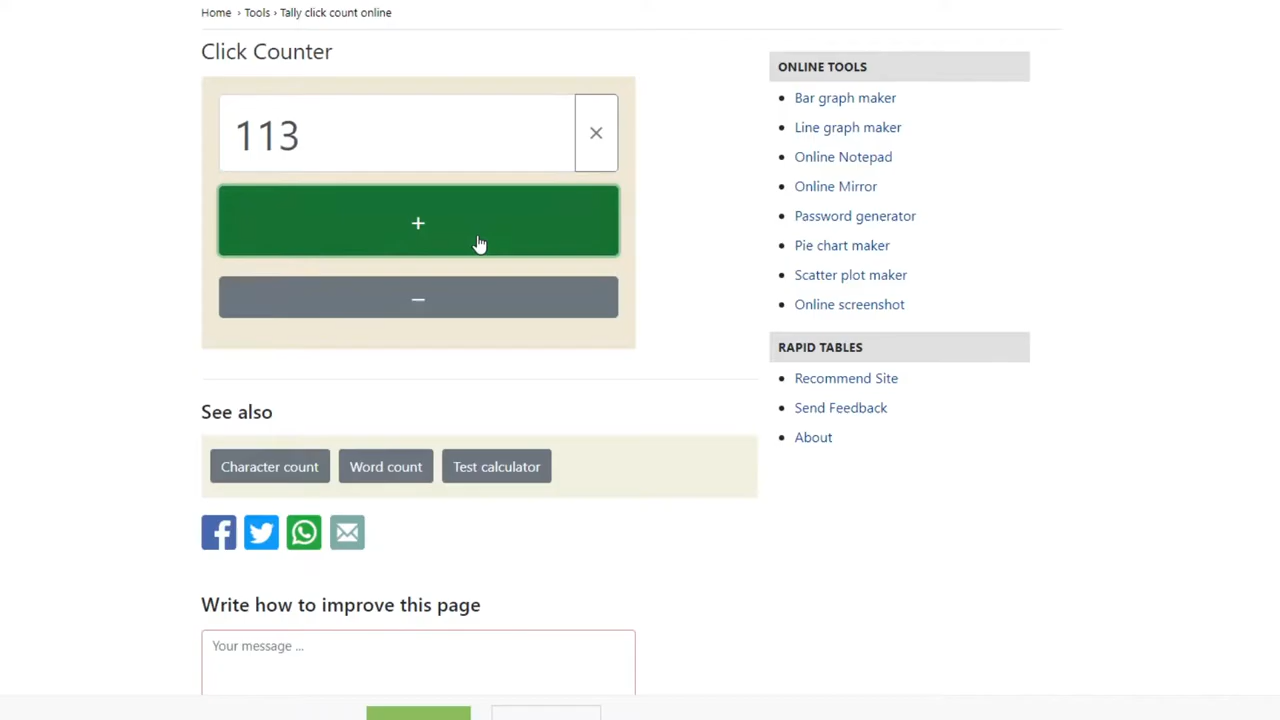 Home › Tools › Tally click count online
Click Counter
113
×
+
−
See also
Character count Word count Test calculator
Write how to improve this page
Your message ...
ONLINE TOOLS
Bar graph maker
Line graph maker
Online Notepad
Online Mirror
Password generator
Pie chart maker
Scatter plot maker
Online screenshot
RAPID TABLES
Recommend Site
Send Feedback
About